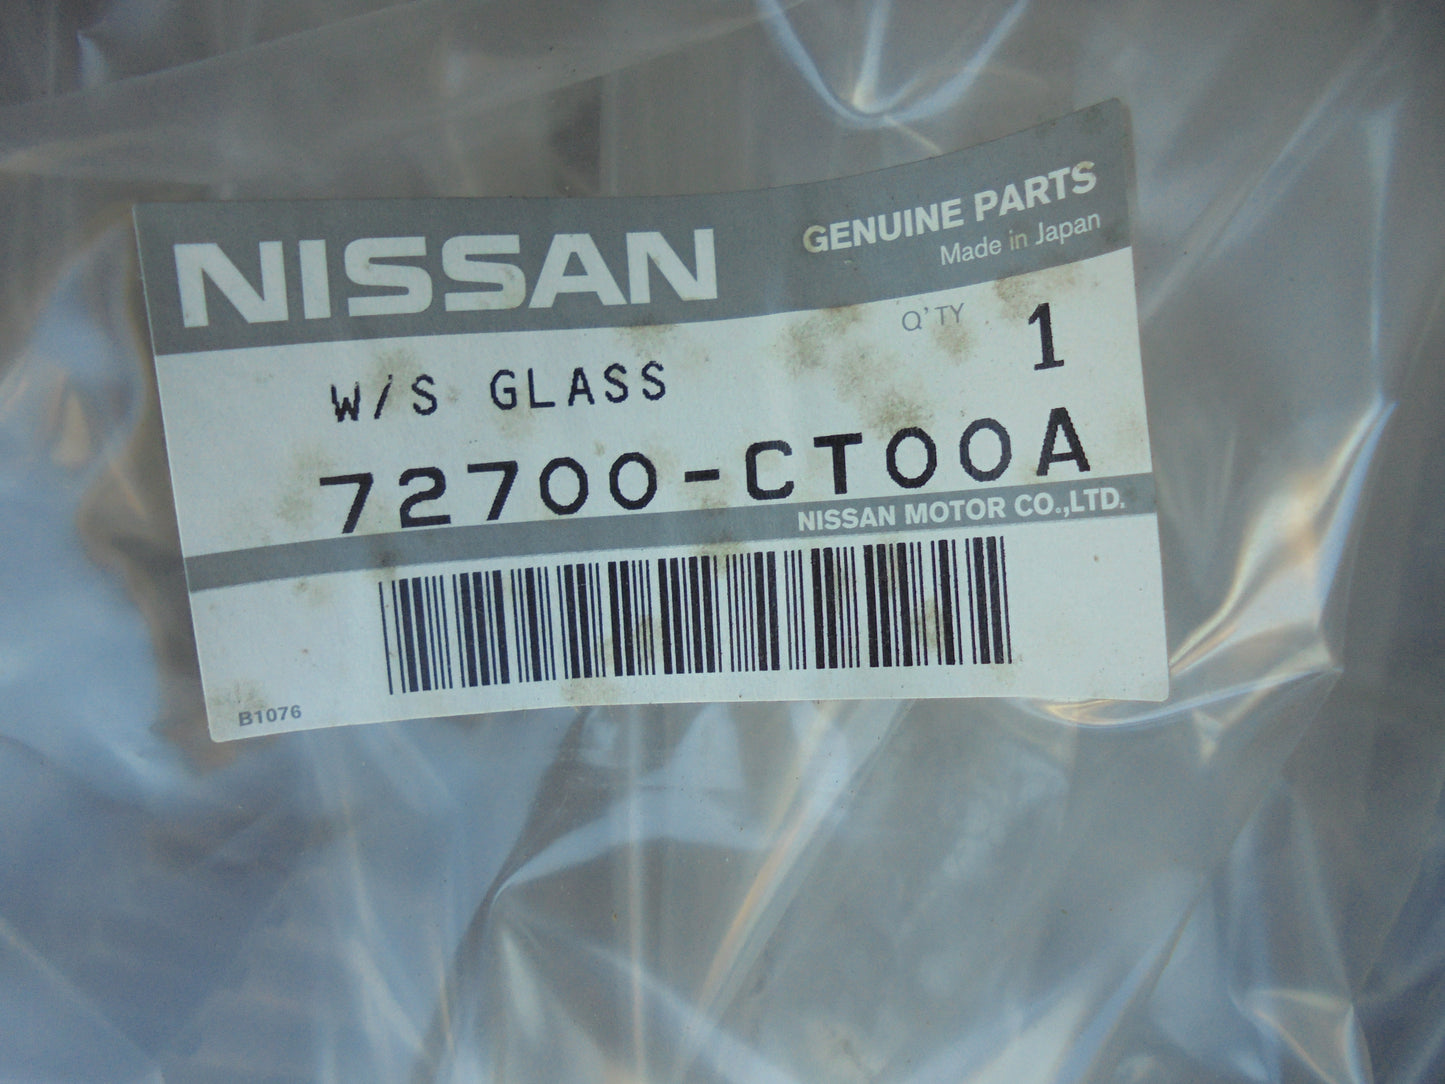 NISSAN
GENUINE PARTS
Made in Japan
Q'TY 1
W/S GLASS
72700-CT00A
NISSAN MOTOR CO.,LTD.
B1076